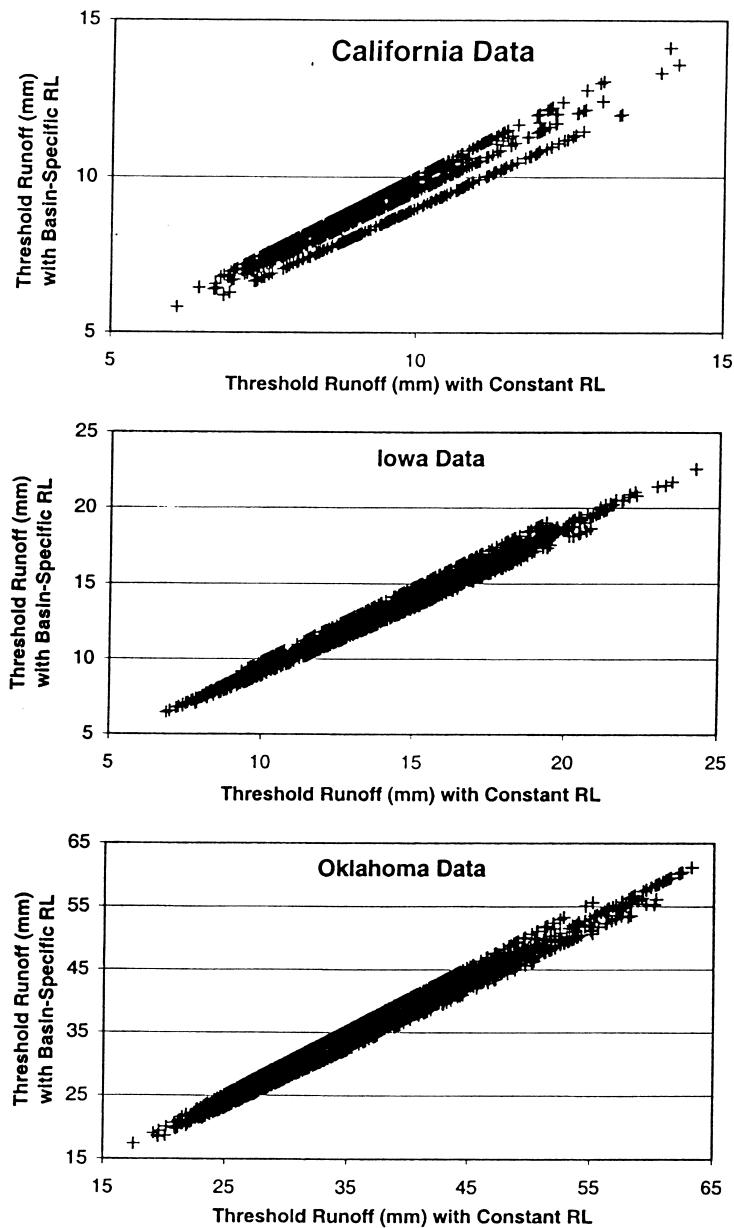 California Data
Threshold Runoff (mm)
with Basin-Specific RL
15
10
5
5 10 15
Threshold Runoff (mm) with Constant RL
Iowa Data
Threshold Runoff (mm)
with Basin-Specific RL
25
20
15
10
5
5 10 15 20 25
Threshold Runoff (mm) with Constant RL
Oklahoma Data
Threshold Runoff (mm)
with Basin-Specific RL
65
55
45
35
25
15
15 25 35 45 55 65
Threshold Runoff (mm) with Constant RL